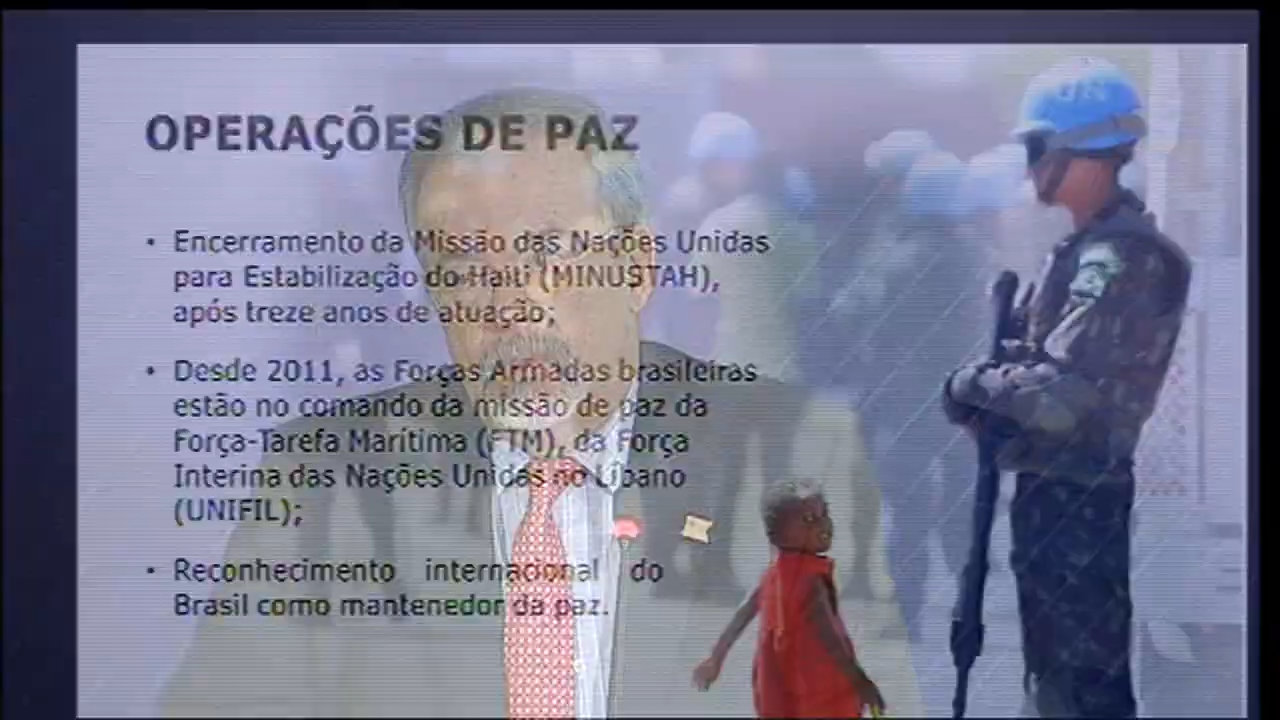 OPERAÇÕES DE PAZ
• Encerramento da Missão das Nações Unidas
para Estabilização do Haiti (MINUSTAH),
após treze anos de atuação;
• Desde 2011, as Forças Armadas brasileiras
estão no comando da missão de paz da
Força-Tarefa Marítima (FTM), da Força
Interina das Nações Unidas no Líbano
(UNIFIL);
• Reconhecimento internacional do
Brasil como mantenedor da paz.
UN